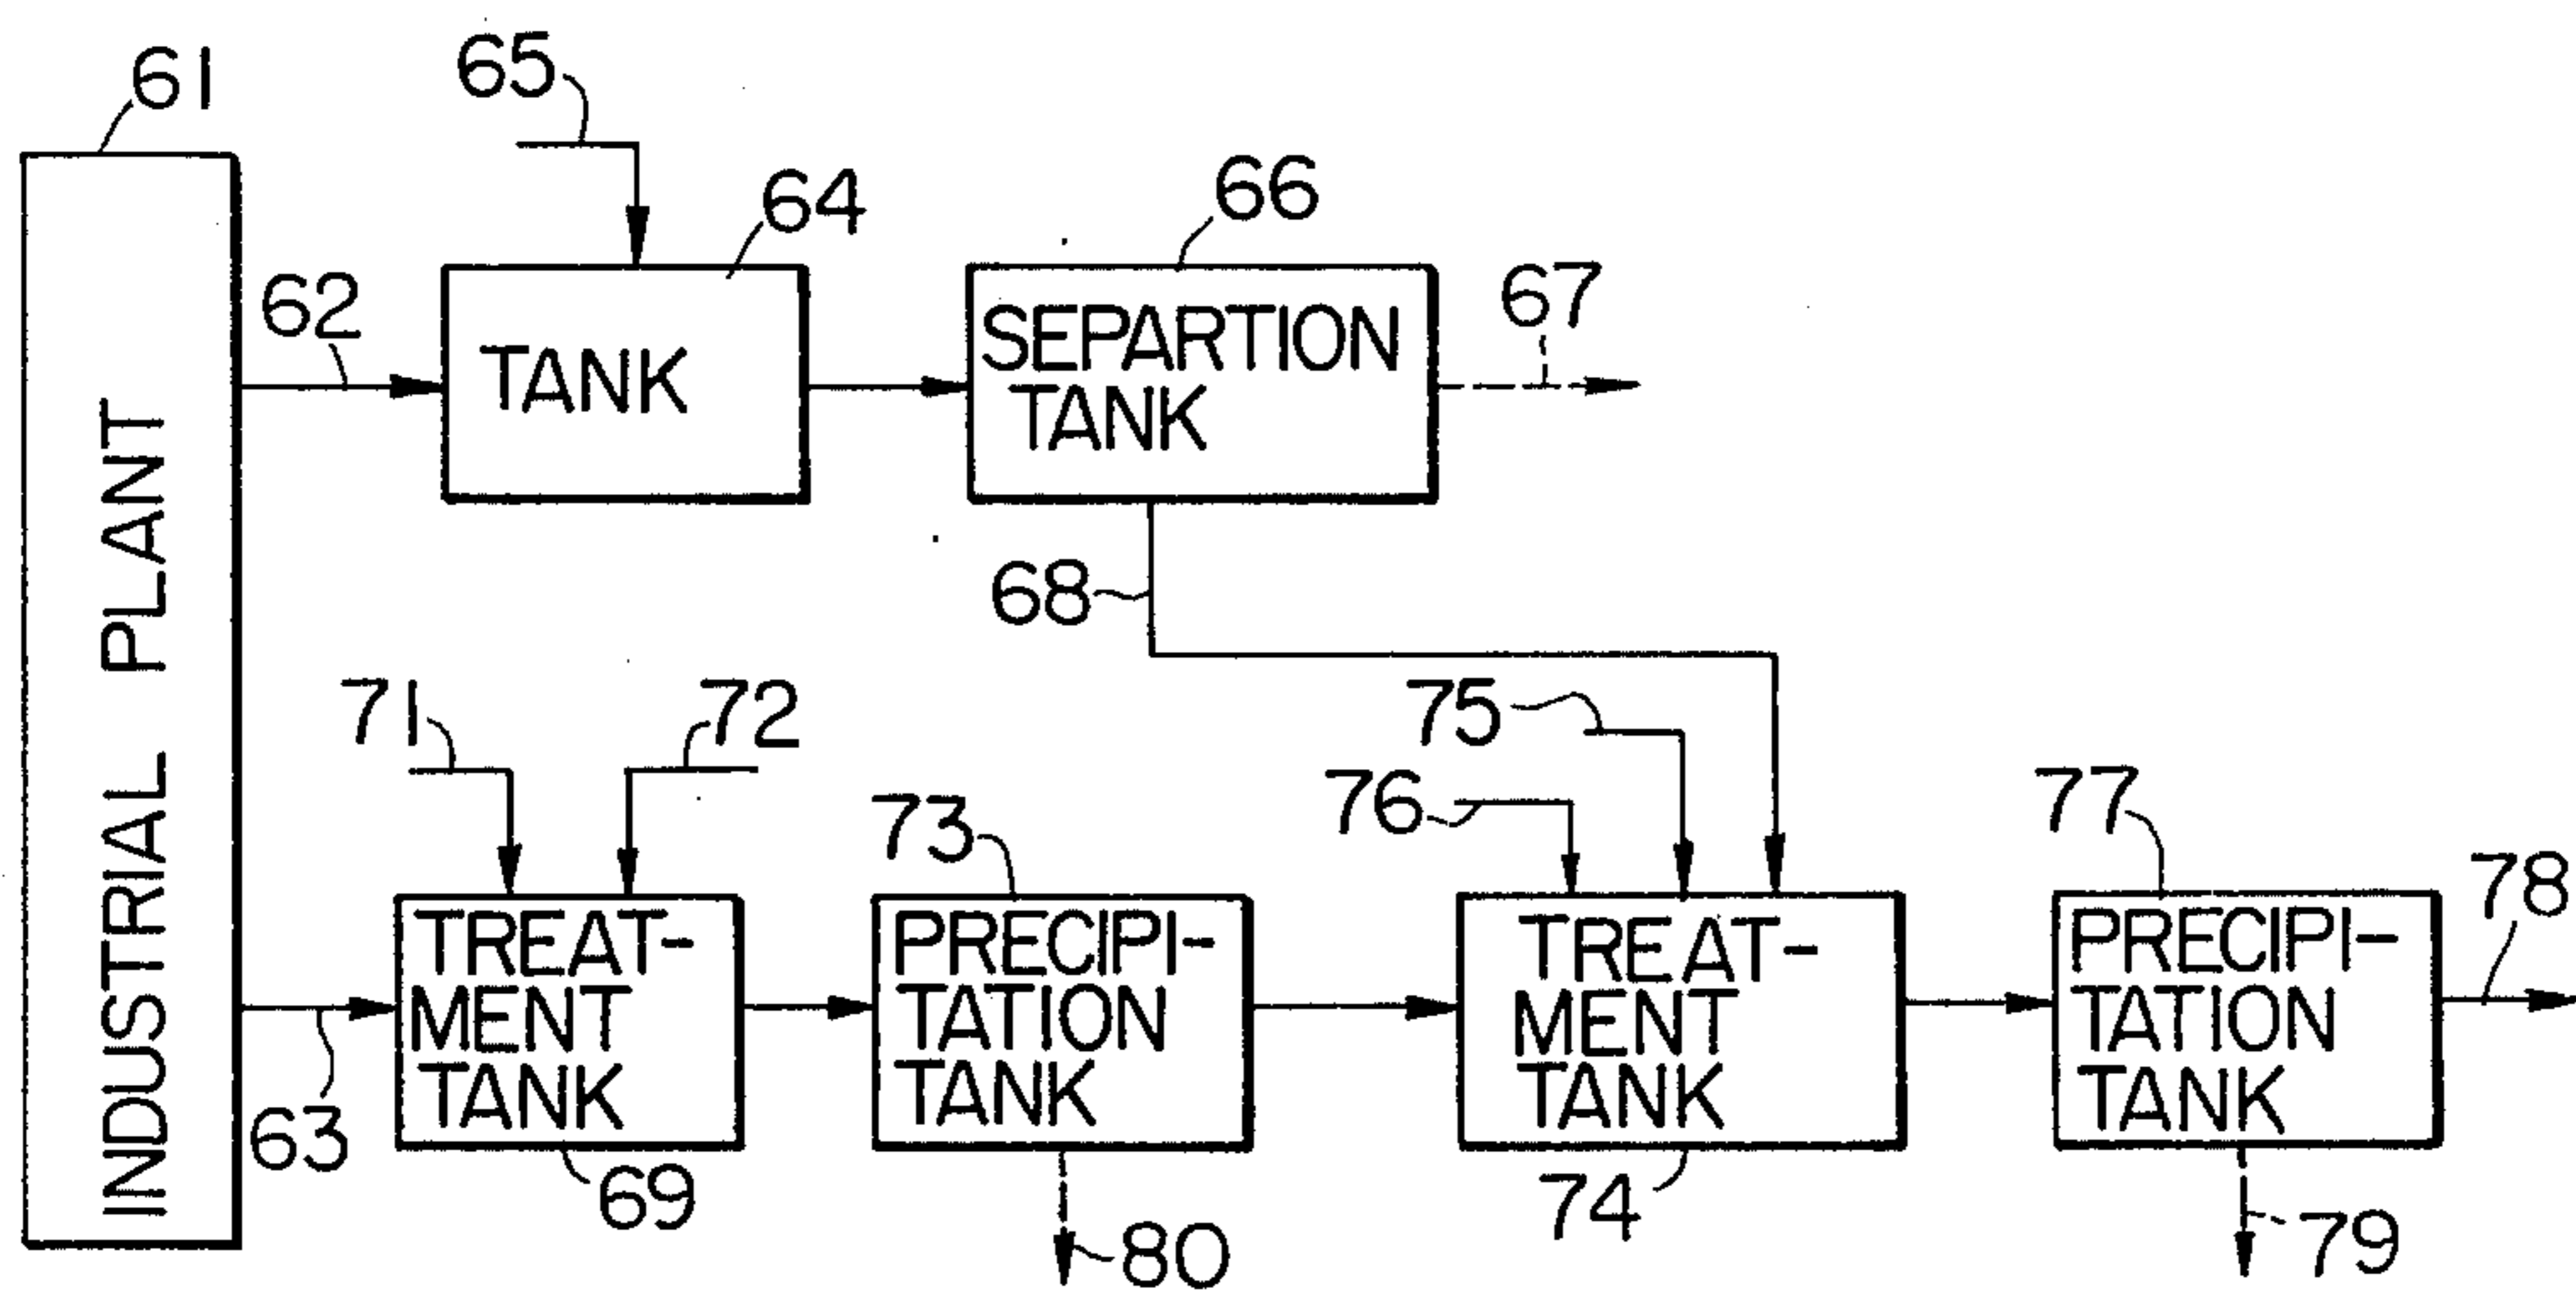 61
65
64
66
62
67
TANK
SEPARTION
TANK
INDUSTRIAL PLANT
68
71
72
75
76
73
77
78
TREAT-
MENT
TANK
PRECIPI-
TATION
TANK
TREAT-
MENT
TANK
PRECIPI-
TATION
TANK
63
69
80
74
79